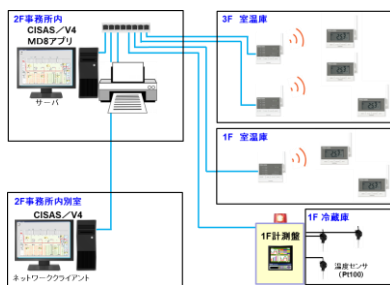 2F事務所内
CISAS／V4
MD8アプリ
サーバ
3F 室温庫
1F 室温庫
2F事務所内別室
CISAS／V4
ネットワーククライアント
1F計測盤
1F 冷蔵庫
温度センサ
(Pt100)